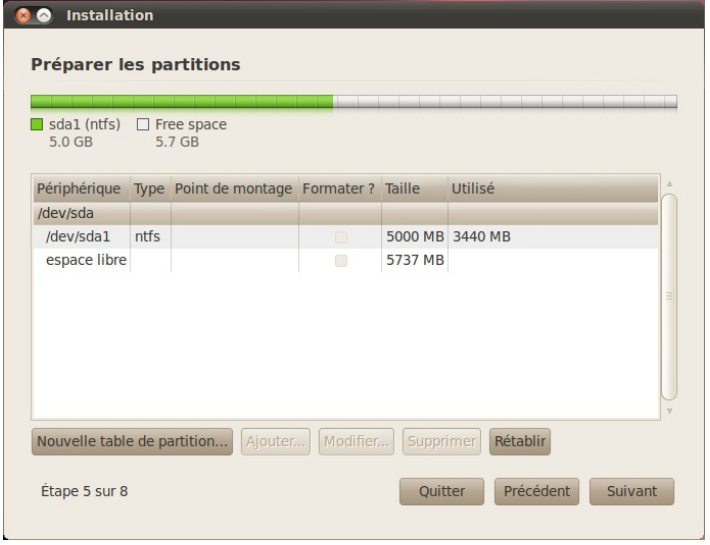 Installation
Préparer les partitions
sda1 (ntfs) Free space
5.0 GB 5.7 GB
Périphérique Type Point de montage Formater ? Taille Utilisé
/dev/sda
/dev/sda1 ntfs 5000 MB 3440 MB
espace libre 5737 MB
Nouvelle table de partition... Ajouter... Modifier... Supprimer Rétablir
Étape 5 sur 8 Quitter Précédent Suivant